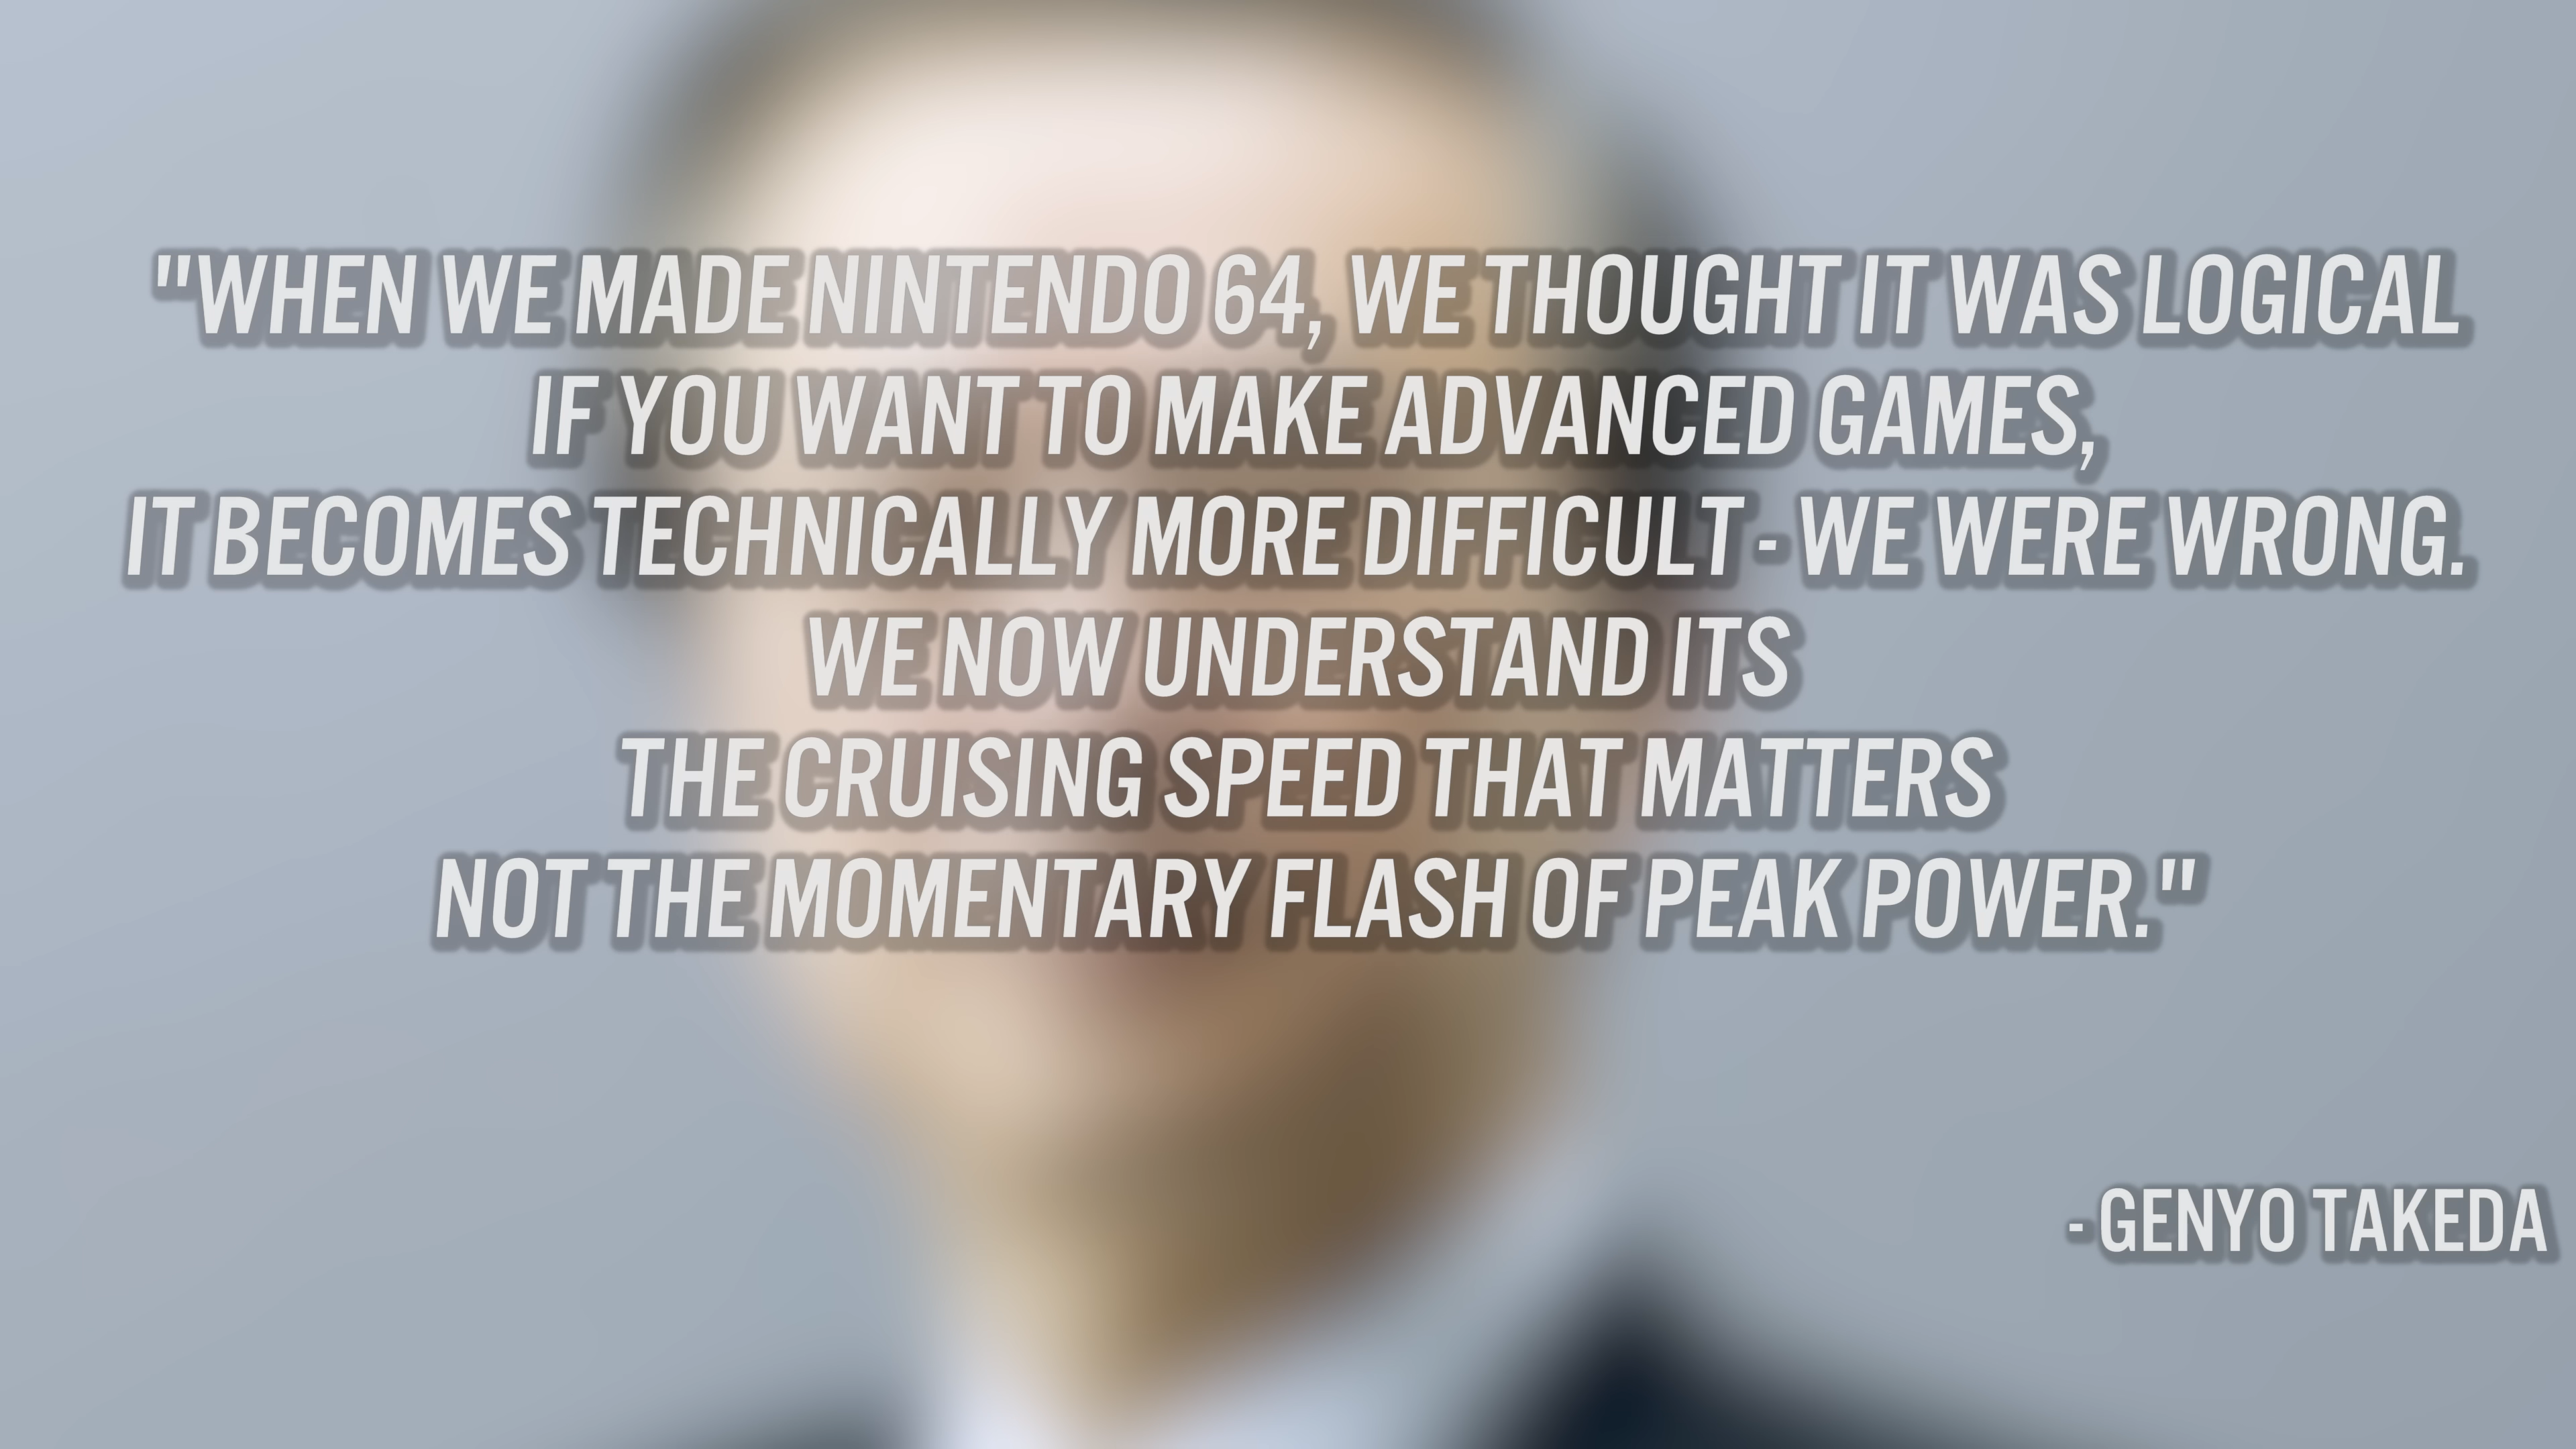 "WHEN WE MADE NINTENDO 64, WE THOUGHT IT WAS LOGICAL
IF YOU WANT TO MAKE ADVANCED GAMES,
IT BECOMES TECHNICALLY MORE DIFFICULT - WE WERE WRONG.
WE NOW UNDERSTAND ITS
THE CRUISING SPEED THAT MATTERS
NOT THE MOMENTARY FLASH OF PEAK POWER."
- GENYO TAKEDA